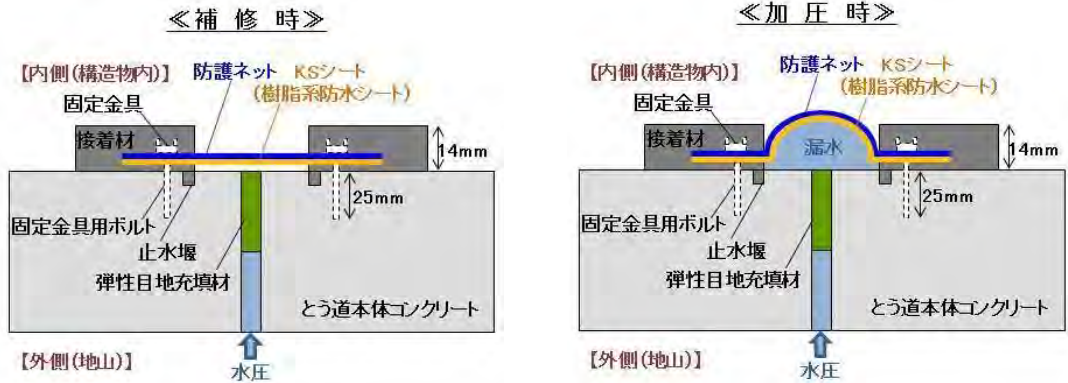 ≪補修時≫
【内側(構造物内)】
防護ネット
KSシート
(樹脂系防水シート)
固定金具
接着材
14mm
25mm
固定金具用ボルト
止水堰
弾性目地充填材
とう道本体コンクリート
【外側(地山)】
水圧
≪加圧時≫
【内側(構造物内)】
防護ネット
KSシート
(樹脂系防水シート)
固定金具
接着材
漏水
14mm
25mm
固定金具用ボルト
止水堰
弾性目地充填材
とう道本体コンクリート
【外側(地山)】
水圧